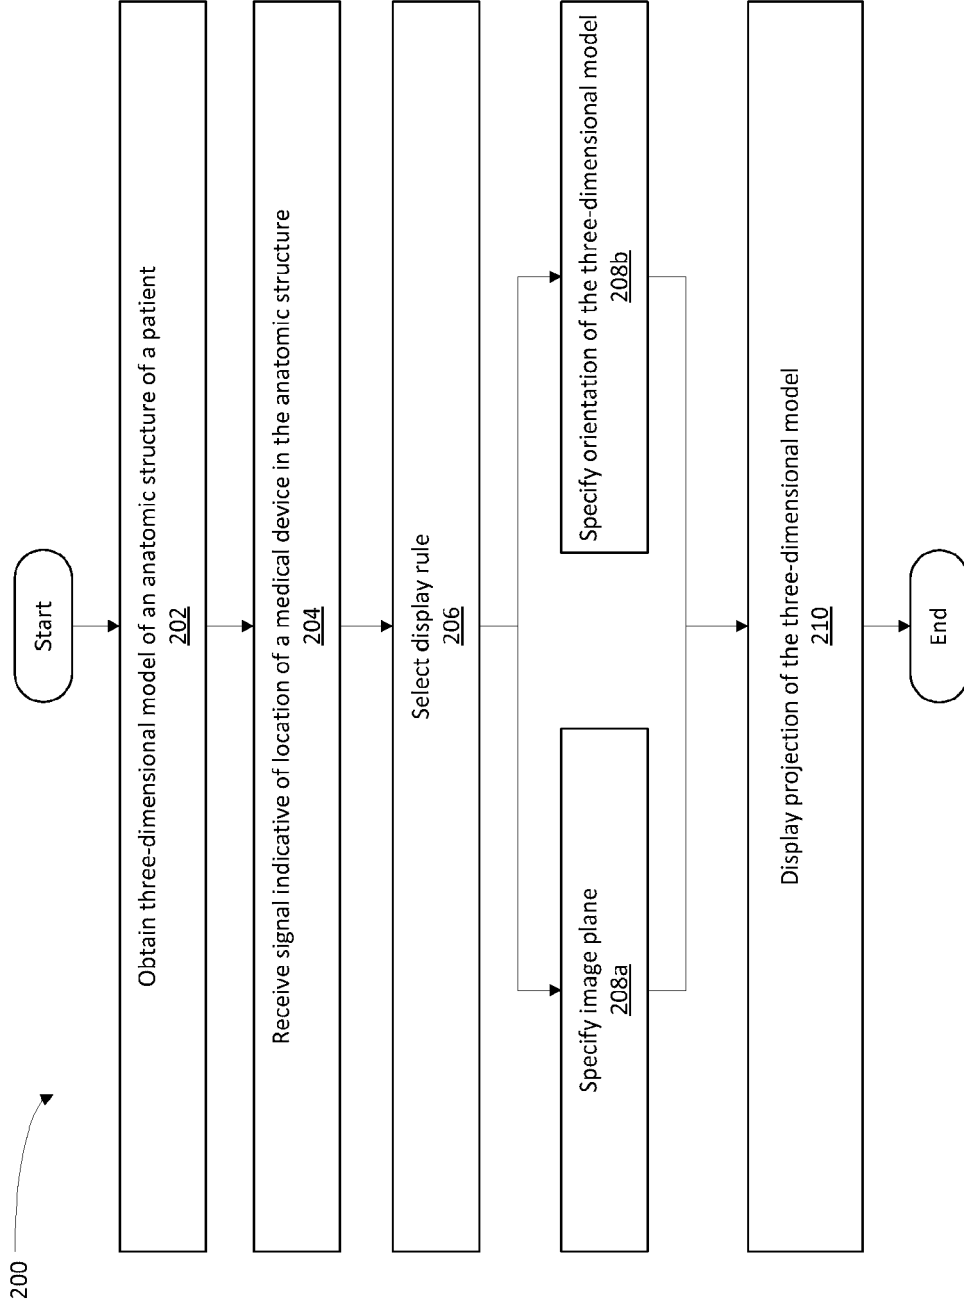 200
Start
Obtain three-dimensional model of an anatomic structure of a patient
202
Receive signal indicative of location of a medical device in the anatomic structure
204
Select display rule
206
Specify image plane
208a
Specify orientation of the three-dimensional model
208b
Display projection of the three-dimensional model
210
End